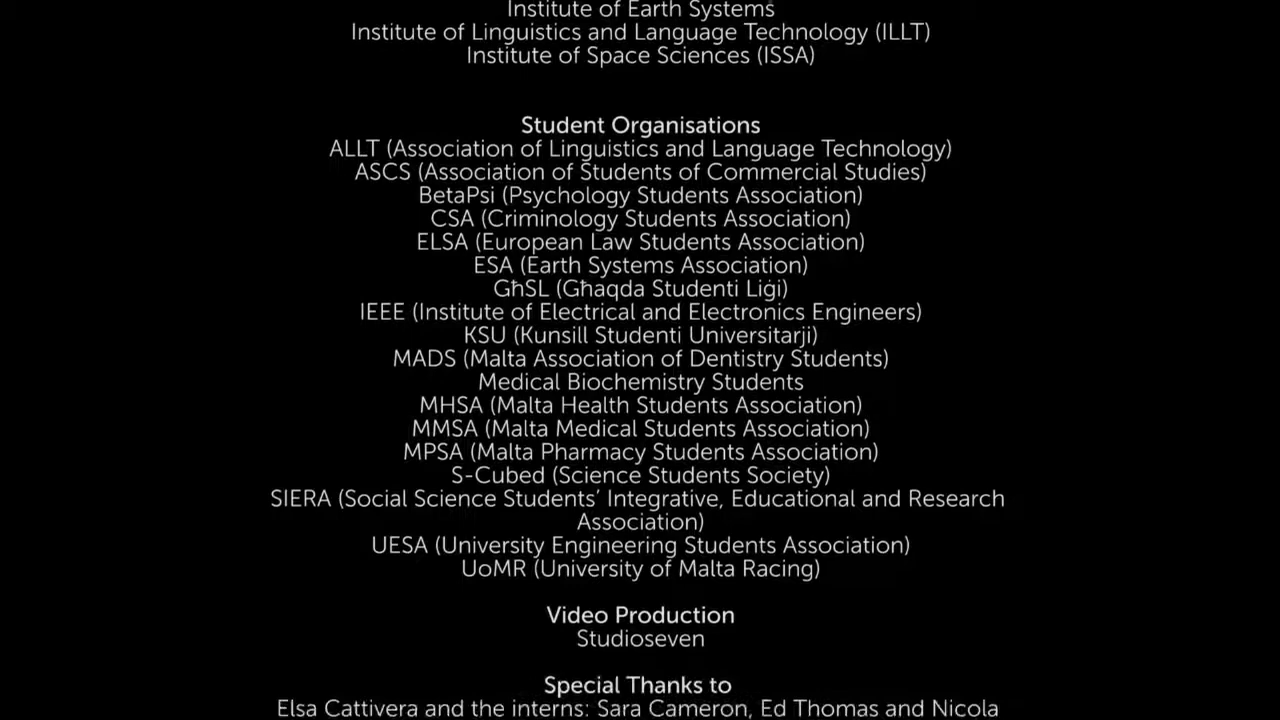 Institute of Earth Systems
Institute of Linguistics and Language Technology (ILLT)
Institute of Space Sciences (ISSA)
Student Organisations
ALLT (Association of Linguistics and Language Technology)
ASCS (Association of Students of Commercial Studies)
BetaPsi (Psychology Students Association)
CSA (Criminology Students Association)
ELSA (European Law Students Association)
ESA (Earth Systems Association)
GħSL (Għaqda Studenti Liġi)
IEEE (Institute of Electrical and Electronics Engineers)
KSU (Kunsill Studenti Universitarji)
MADS (Malta Association of Dentistry Students)
Medical Biochemistry Students
MHSA (Malta Health Students Association)
MMSA (Malta Medical Students Association)
MPSA (Malta Pharmacy Students Association)
S-Cubed (Science Students Society)
SIERA (Social Science Students’ Integrative, Educational and Research
Association)
UESA (University Engineering Students Association)
UoMR (University of Malta Racing)
Video Production
Studioseven
Special Thanks to
Elsa Cattivera and the interns: Sara Cameron, Ed Thomas and Nicola